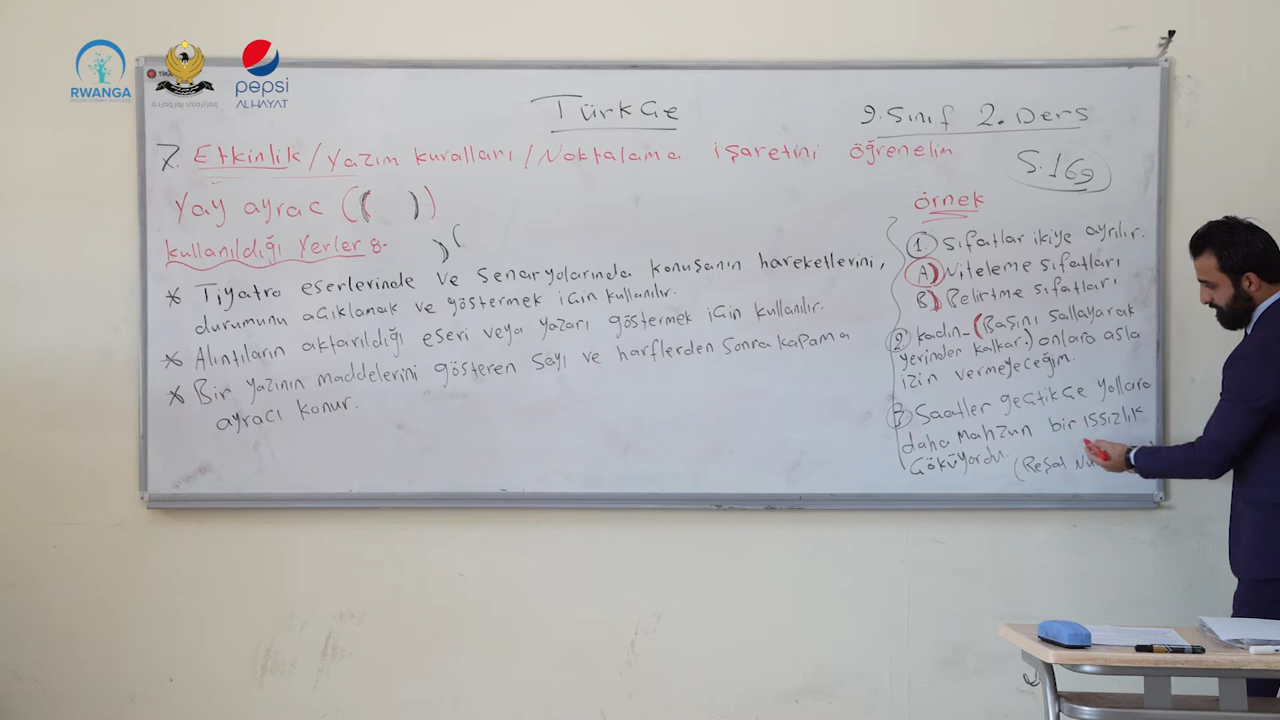 RWANGA
pepsi
AL HAYAT
Türkçe
9. Sınıf 2. Ders
7. Etkinlik / Yazım kuralları / Noktalama işaretini öğrenelim
S.169
Yay ayraç (( ))
kullanıldığı yerler :-
* Tiyatro eserlerinde ve senaryolarında konuşanın hareketlerini,
durumunu açıklamak ve göstermek için kullanılır.
* Alıntıların aktarıldığı eseri veya yazarı göstermek için kullanılır.
* Bir yazının maddelerini gösteren sayı ve harflerden sonra kapama
ayracı konur.
örnek
1. Sıfatlar ikiye ayrılır.
A) Niteleme sıfatları
B) Belirtme sıfatları
2) kadın- (Başını sallayarak
yerinden kalkar.) onlara asla
izin vermeyeceğim.
3) Saatler geçtikçe yollara
daha mahzun bir ıssızlık
çöküyordu. (Reşat